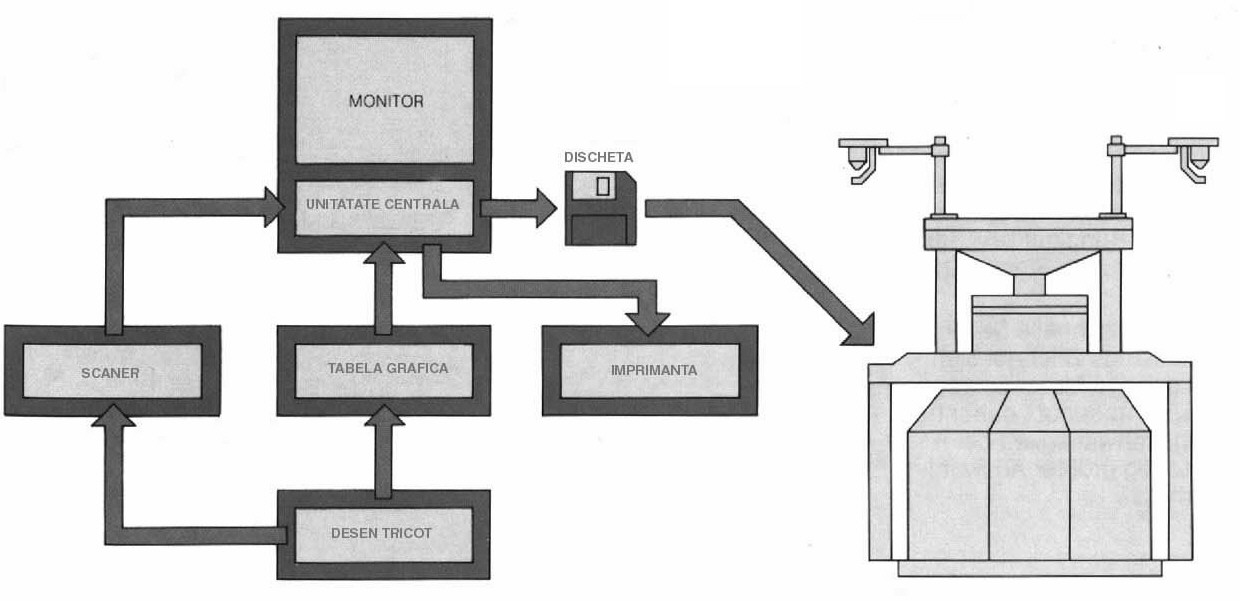 MONITOR
DISCHETA
UNITATATE CENTRALA
SCANER
TABELA GRAFICA
IMPRIMANTA
DESEN TRICOT